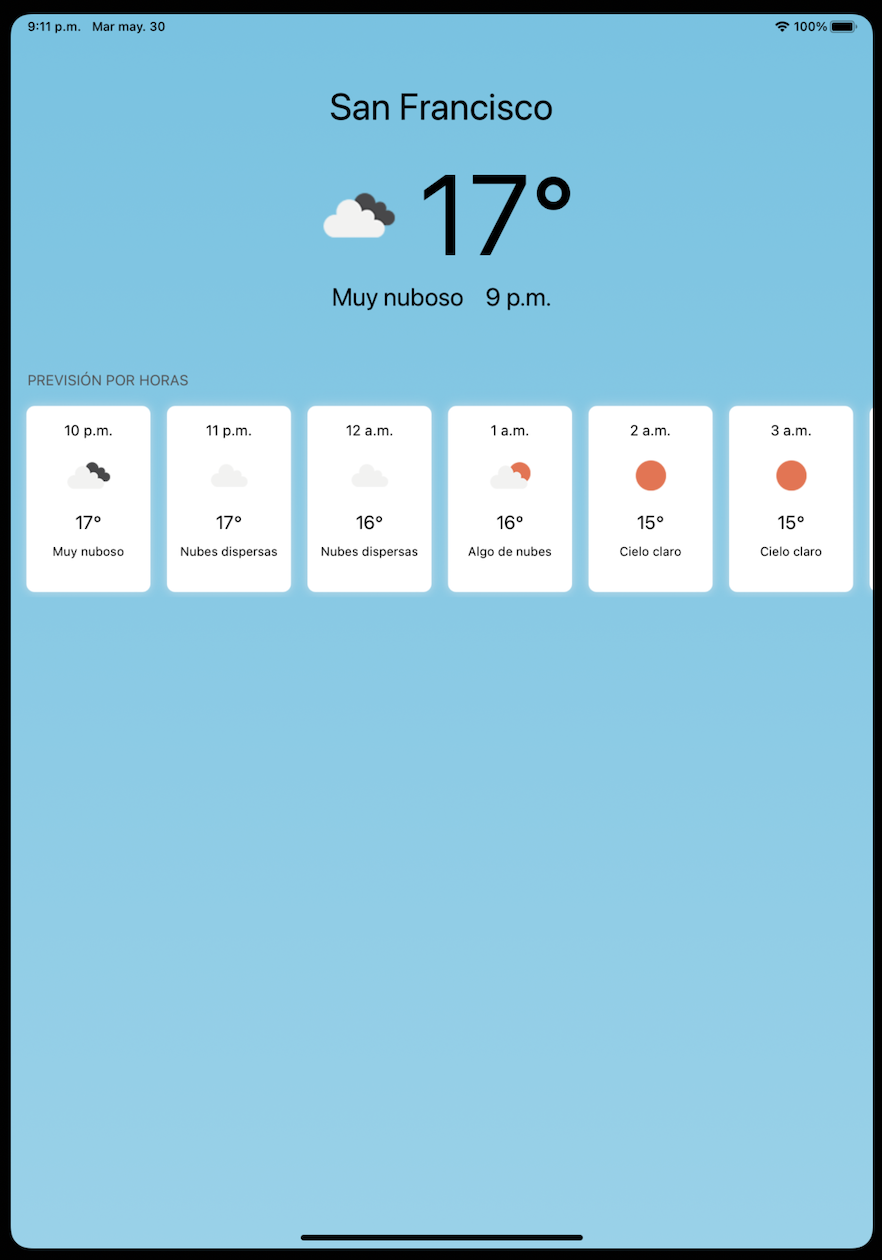 9:11 p.m. Mar may. 30 100%
San Francisco
17°
Muy nuboso 9 p.m.
PREVISIÓN POR HORAS
10 p.m. 11 p.m. 12 a.m. 1 a.m. 2 a.m. 3 a.m.
17° 17° 16° 16° 15° 15°
Muy nuboso Nubes dispersas Nubes dispersas Algo de nubes Cielo claro Cielo claro